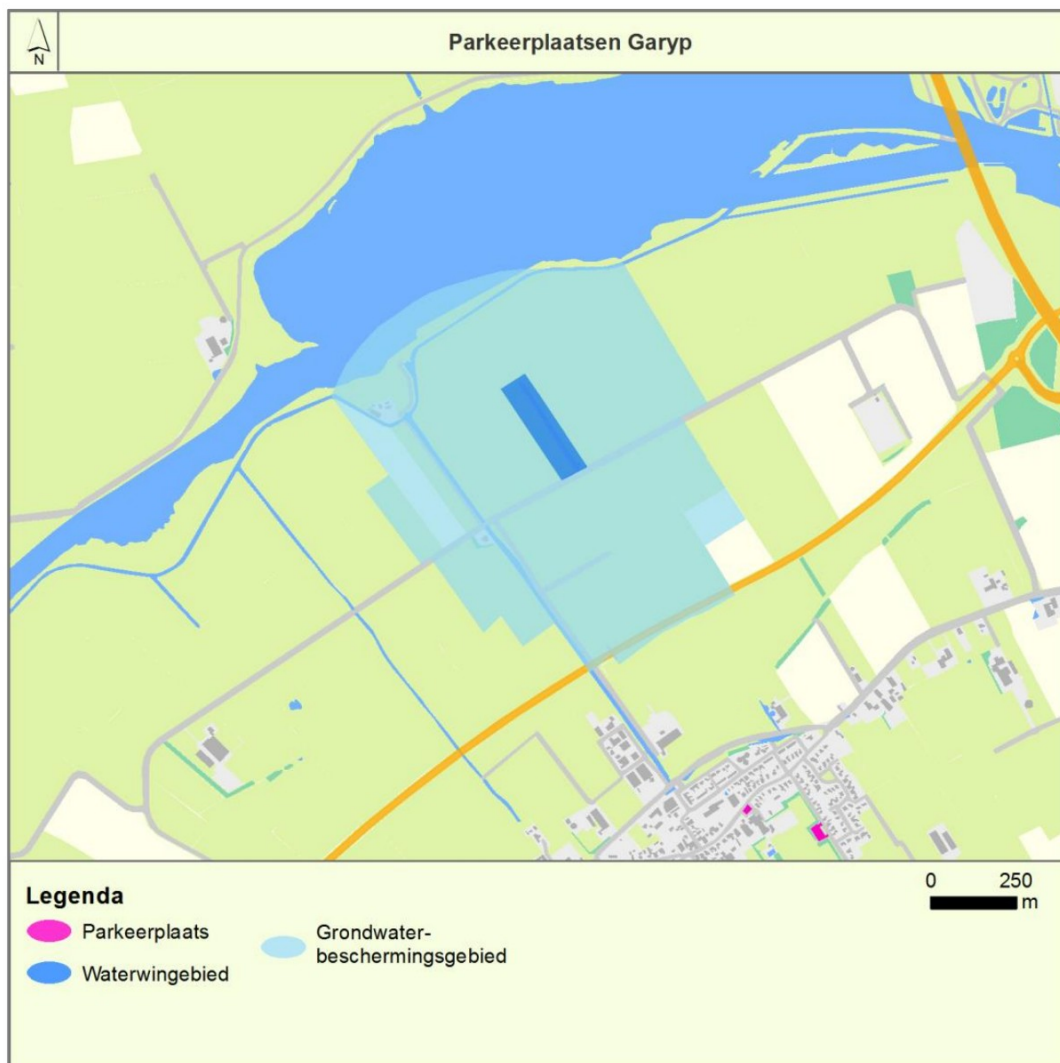 N
Parkeerplaatsen Garyp
Legenda
Parkeerplaats
Waterwingebied
Grondwater-
beschermingsgebied
0 250
m